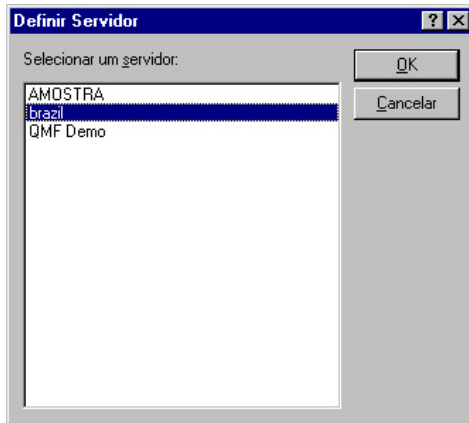 Definir Servidor
Selecionar um servidor:
OK
AMOSTRA
Cancelar
brazil
QMF Demo